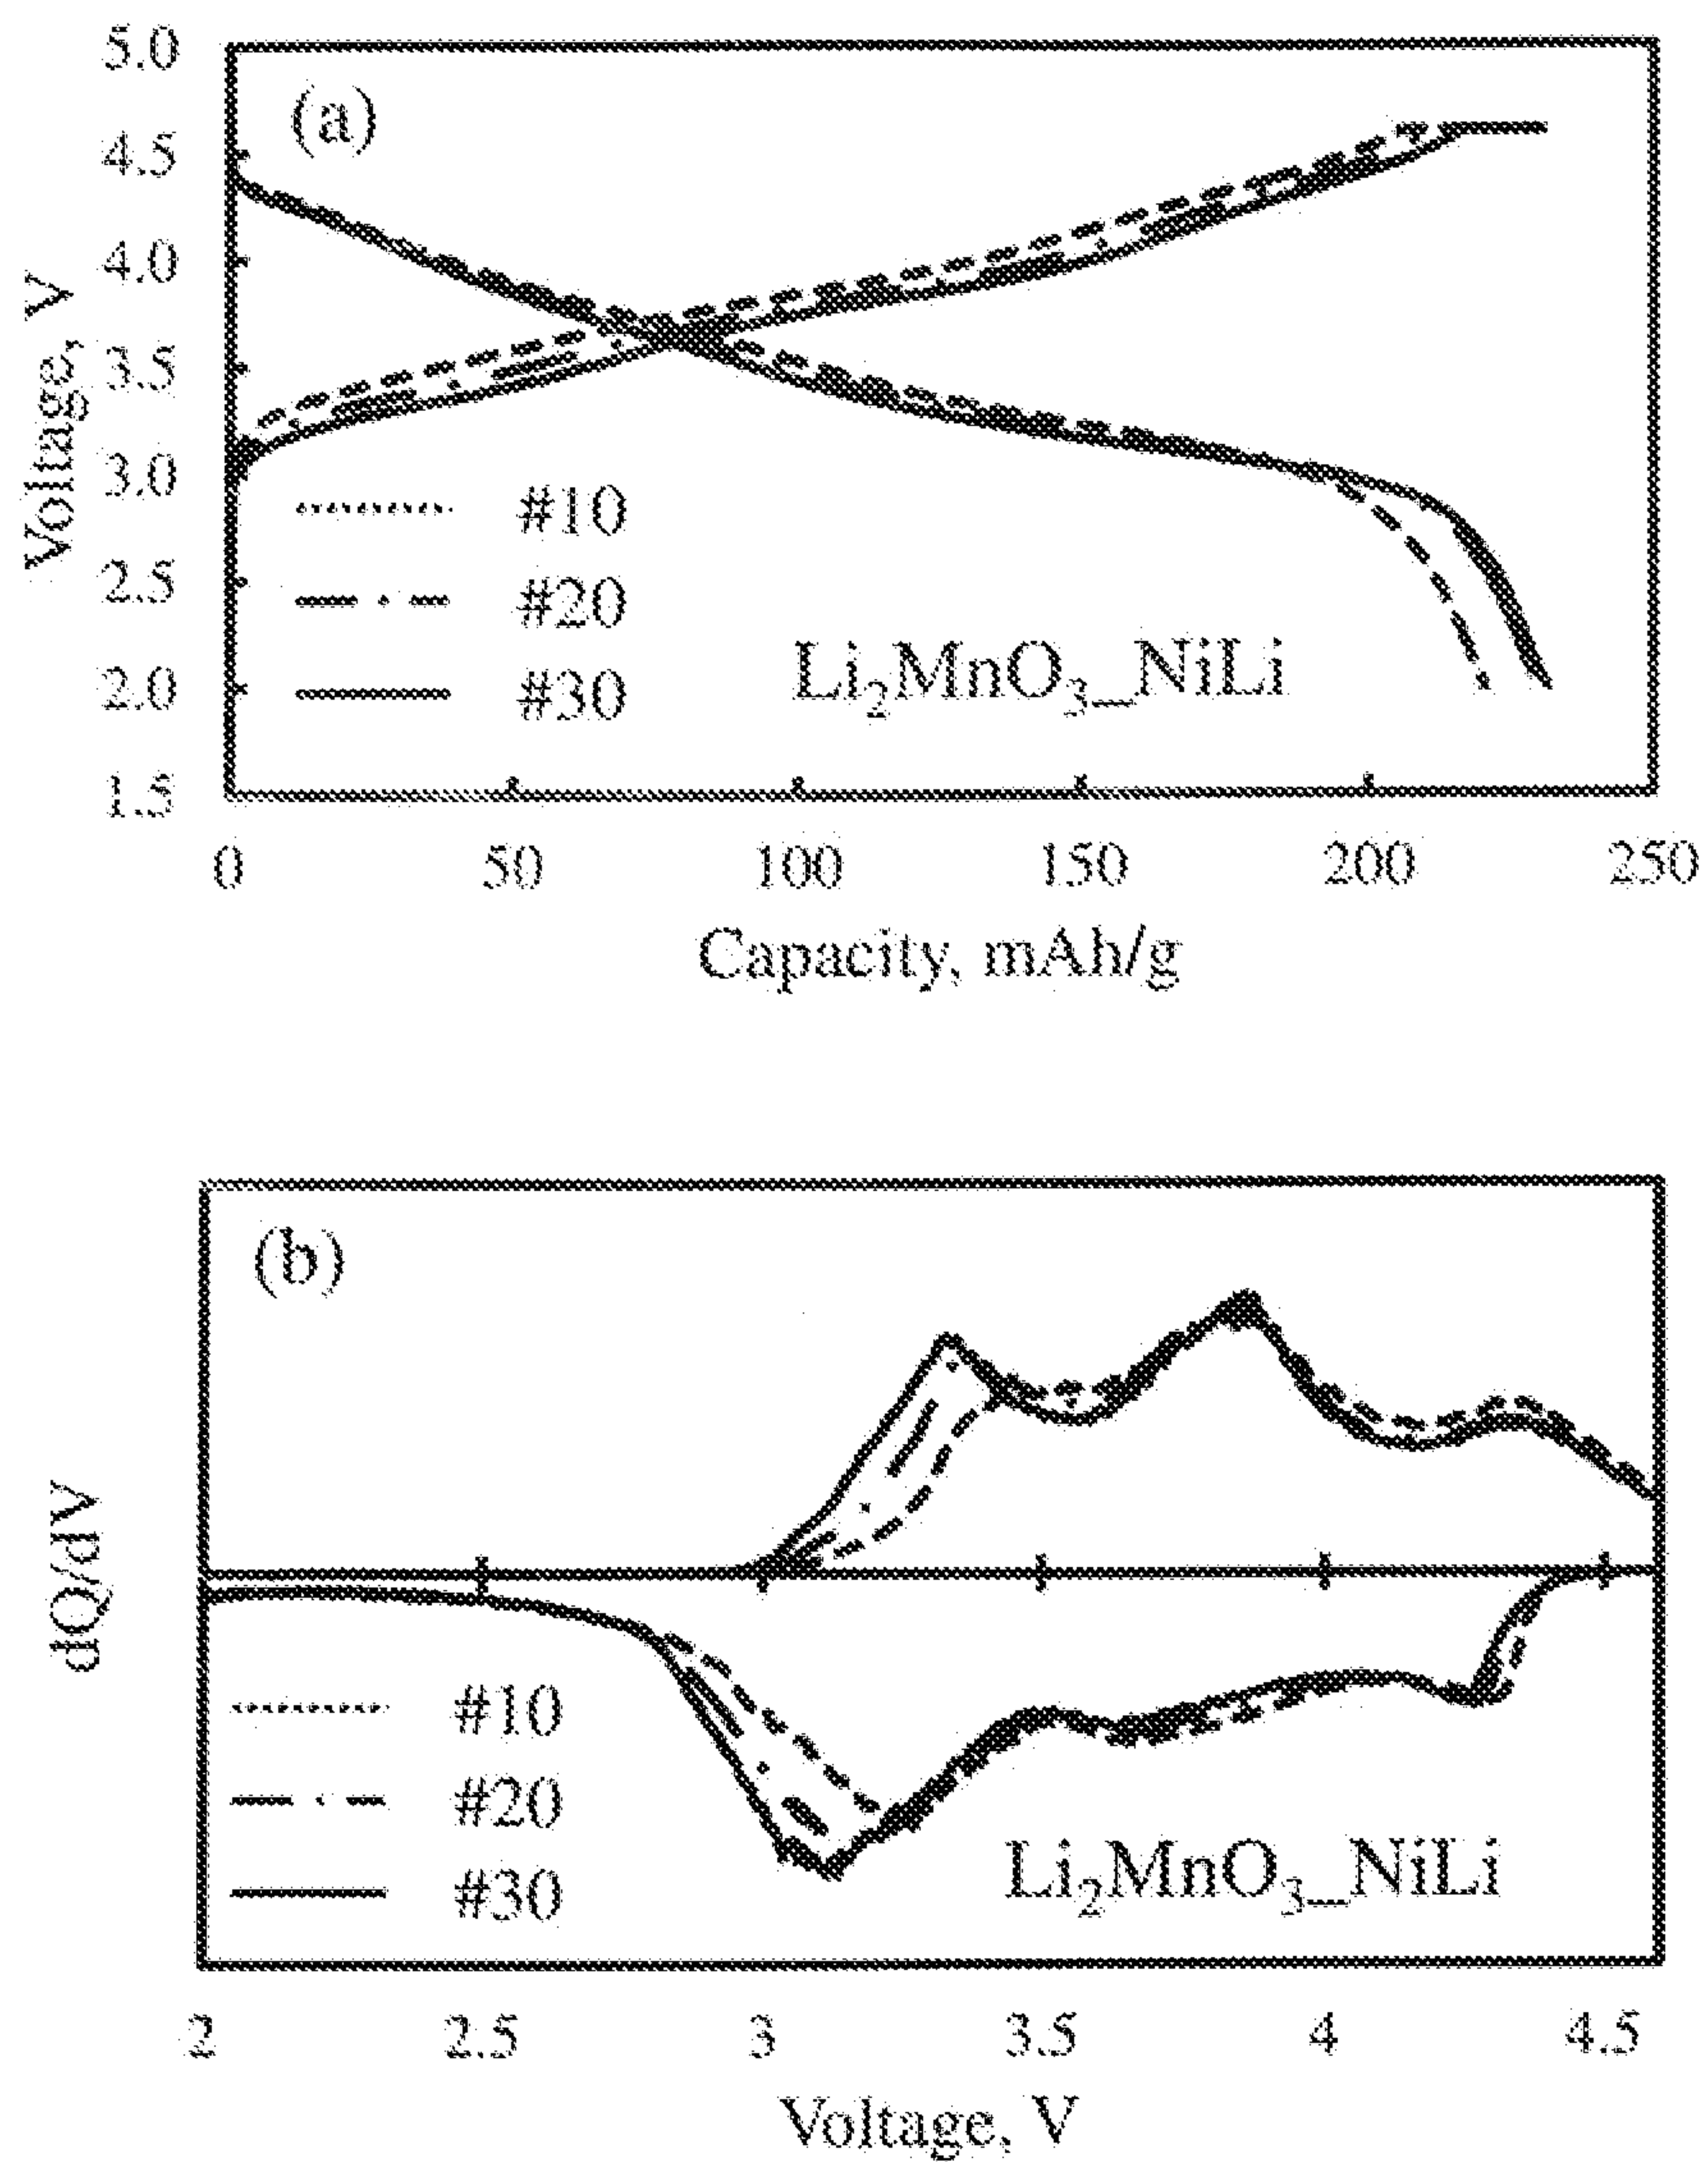 5.0
(a)
4.5
4.0
3.5
3.0
2.5
2.0
1.5
Voltage, V
#10
#20
#30
Li₂MnO₃_NiLi
0 50 100 150 200 250
Capacity, mAh/g
(b)
dQ/dV
#10
#20
#30
Li₂MnO₃_NiLi
2 2.5 3 3.5 4 4.5
Voltage, V